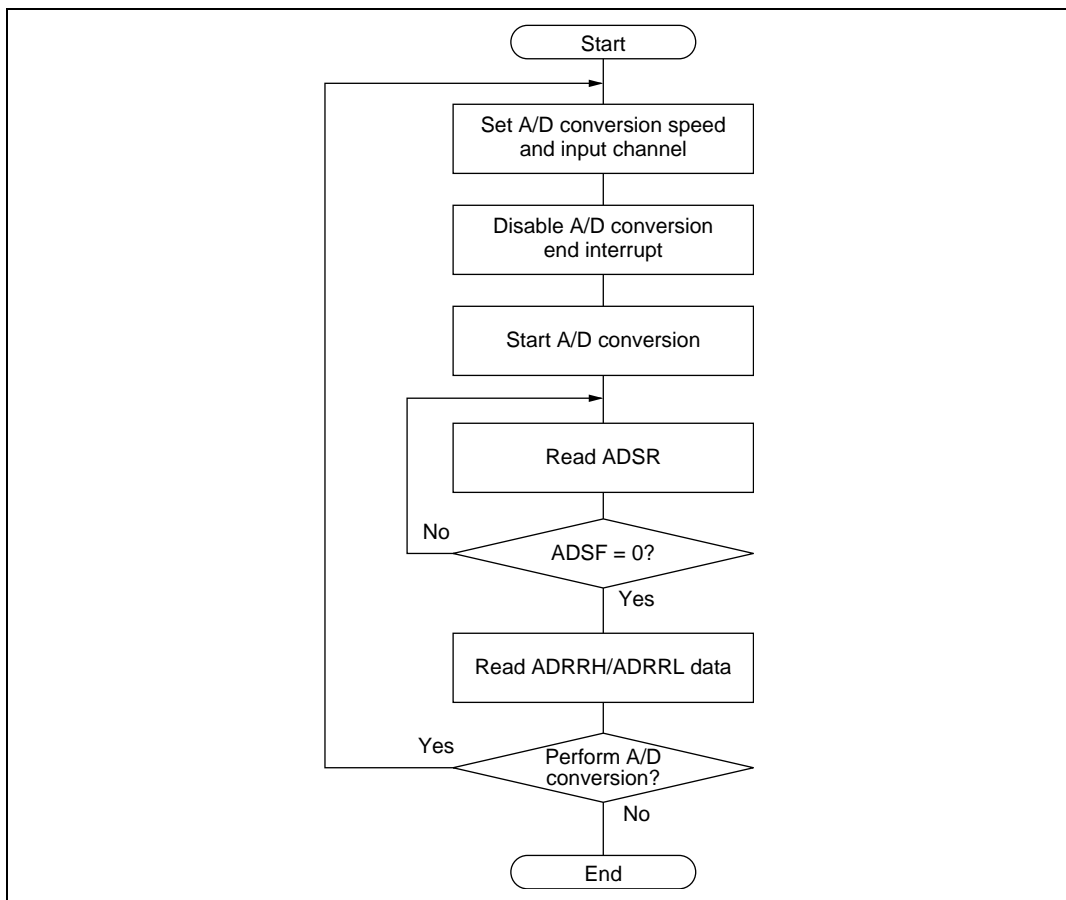 Start
Set A/D conversion speed
and input channel
Disable A/D conversion
end interrupt
Start A/D conversion
Read ADSR
No
ADSF = 0?
Yes
Read ADRRH/ADRRL data
Yes
Perform A/D
conversion?
No
End